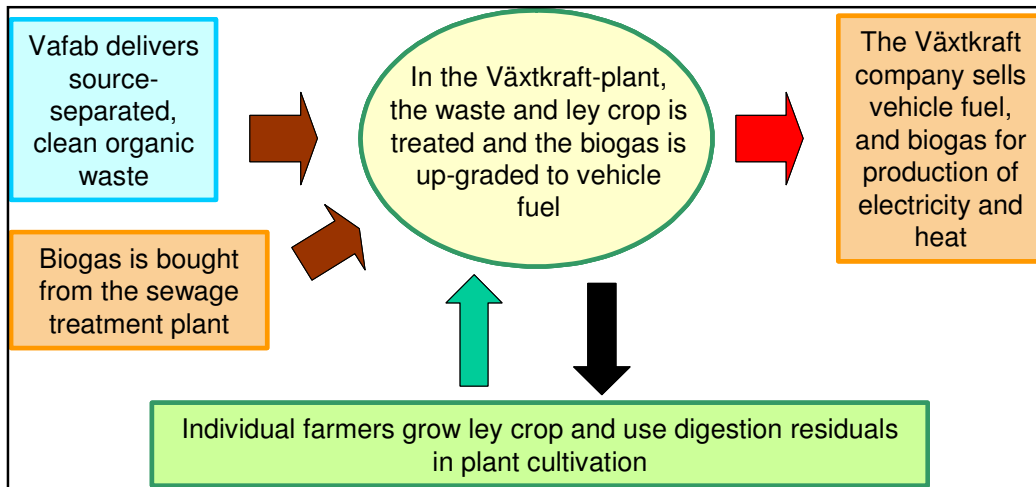 Vafab delivers
source-
separated,
clean organic
waste
In the Växtkraft-plant,
the waste and ley crop is
treated and the biogas is
up-graded to vehicle
fuel
The Växtkraft
company sells
vehicle fuel,
and biogas for
production of
electricity and
heat
Biogas is bought
from the sewage
treatment plant
Individual farmers grow ley crop and use digestion residuals
in plant cultivation